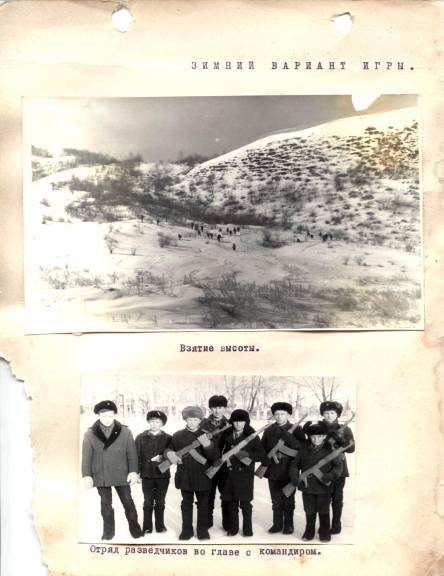 ЗИМНИЙ ВАРИАНТ ИГРЫ.
Взятие высоты.
Отряд разведчиков во главе с командиром.